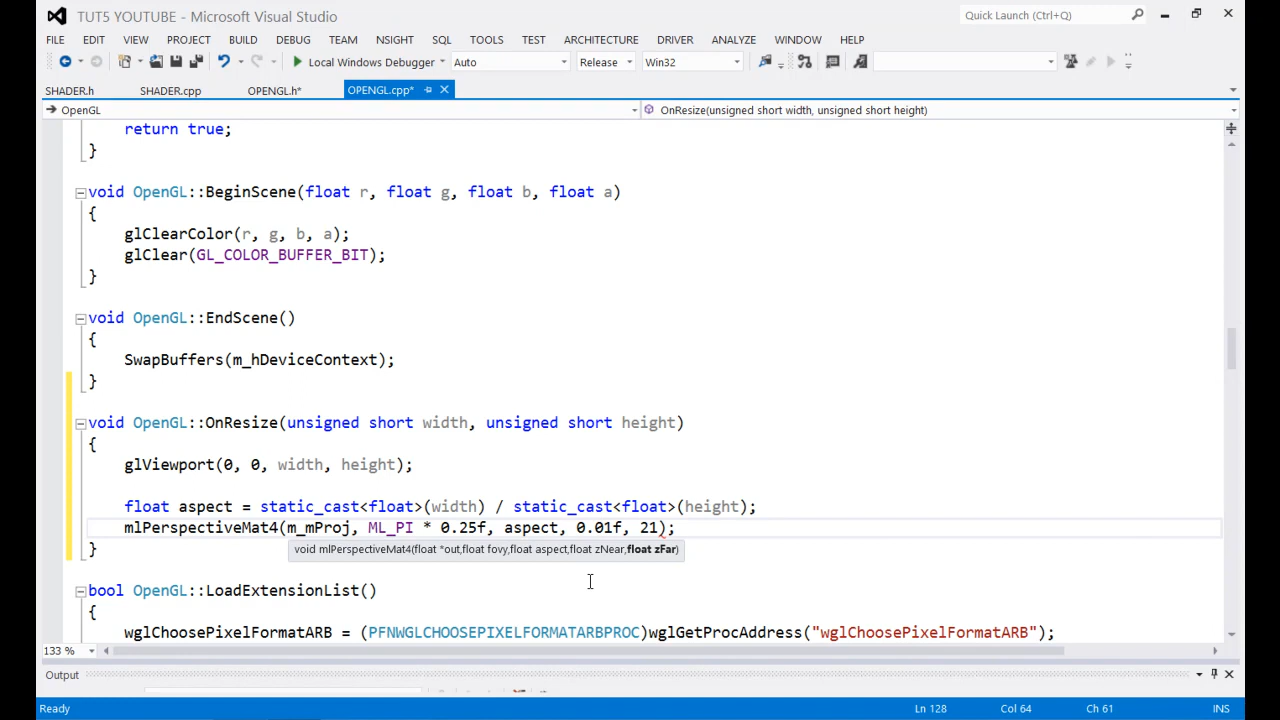 TUT5 YOUTUBE - Microsoft Visual Studio
Quick Launch (Ctrl+Q)
FILE EDIT VIEW PROJECT BUILD DEBUG TEAM NSIGHT SQL TOOLS TEST ARCHITECTURE DRIVER ANALYZE WINDOW HELP
Local Windows Debugger Auto Release Win32
SHADER.h SHADER.cpp OPENGL.h* OPENGL.cpp*
OpenGL OnResize(unsigned short width, unsigned short height)
return true;
}
void OpenGL::BeginScene(float r, float g, float b, float a)
{
glClearColor(r, g, b, a);
glClear(GL_COLOR_BUFFER_BIT);
}
void OpenGL::EndScene()
{
SwapBuffers(m_hDeviceContext);
}
void OpenGL::OnResize(unsigned short width, unsigned short height)
{
glViewport(0, 0, width, height);
float aspect = static_cast<float>(width) / static_cast<float>(height);
mlPerspectiveMat4(m_mProj, ML_PI * 0.25f, aspect, 0.01f, 21);
}
void mlPerspectiveMat4(float *out,float fovy,float aspect,float zNear,float zFar)
bool OpenGL::LoadExtensionList()
{
wglChoosePixelFormatARB = (PFNWGLCHOOSEPIXELFORMATARBPROC)wglGetProcAddress("wglChoosePixelFormatARB");
133 %
Output
Ready Ln 128 Col 64 Ch 61 INS